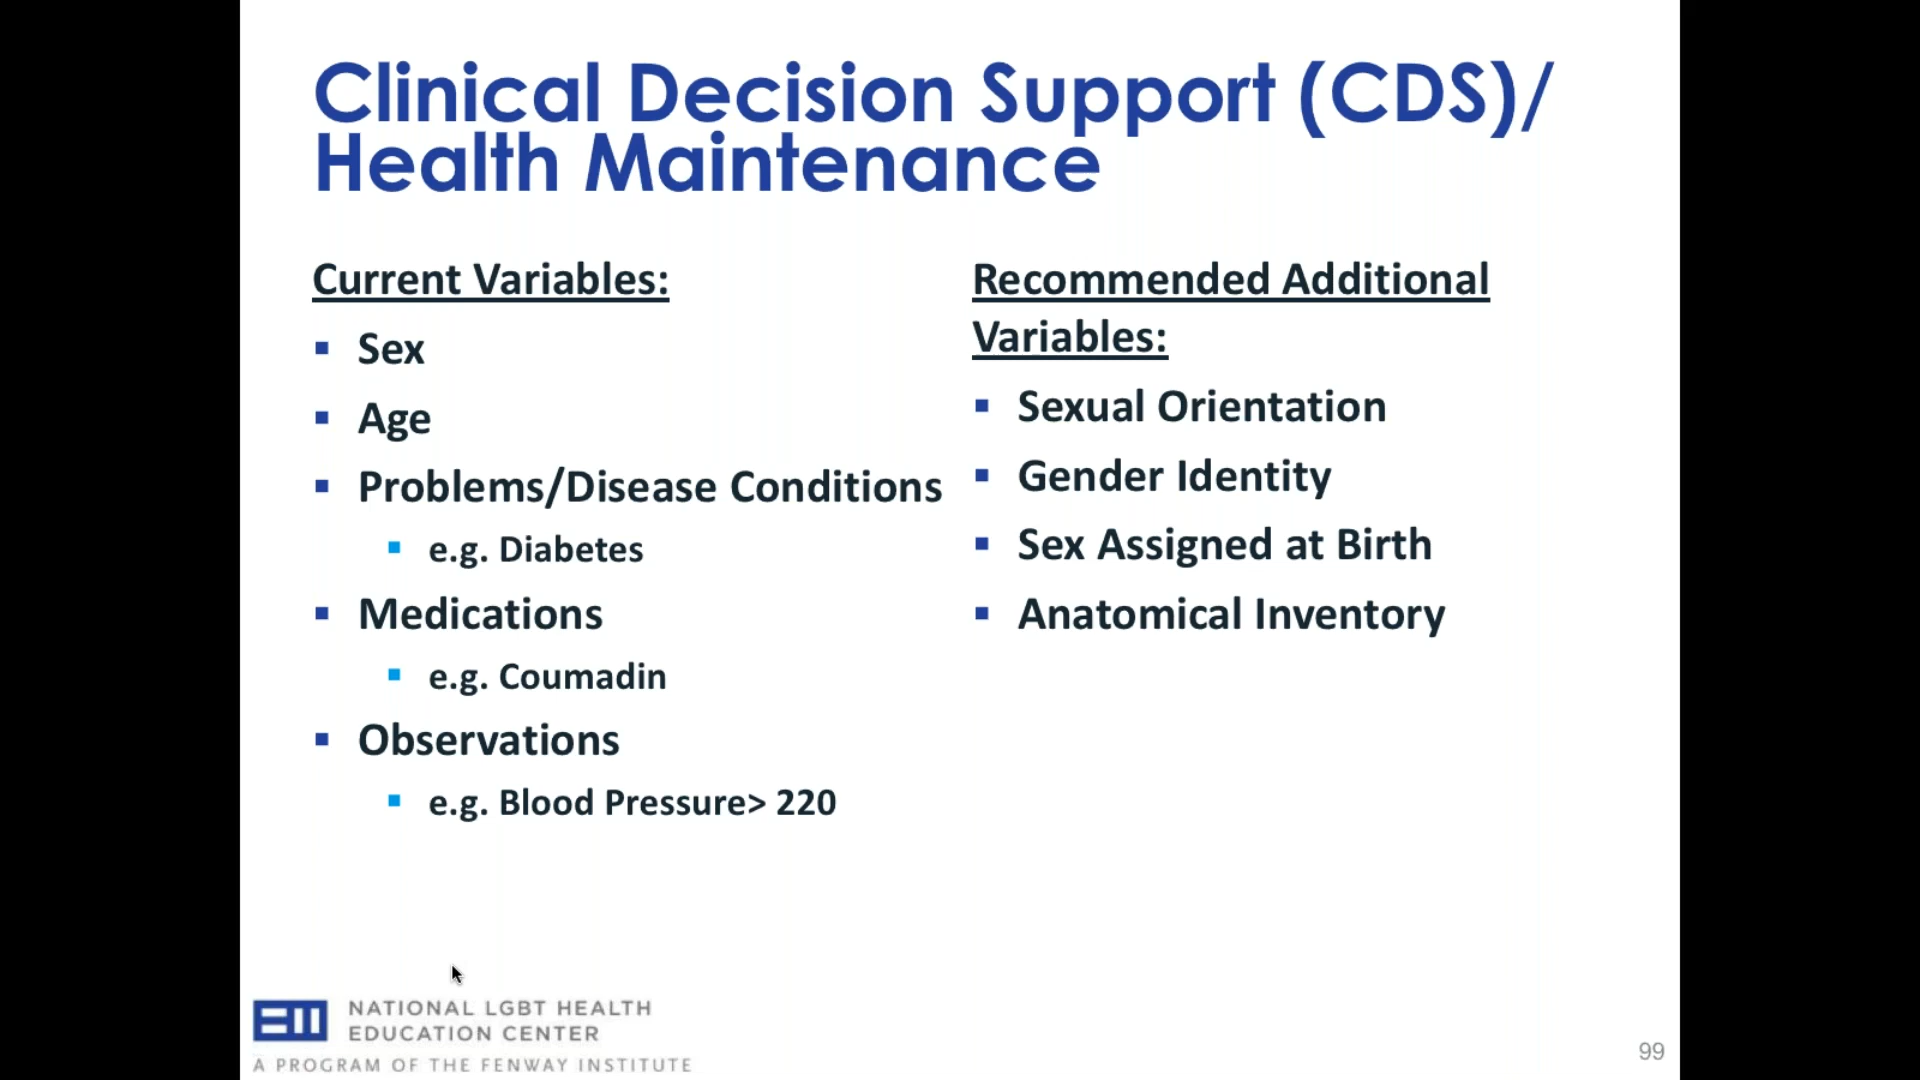 Clinical Decision Support (CDS)/
Health Maintenance
Current Variables:
Sex
Age
Problems/Disease Conditions
e.g. Diabetes
Medications
e.g. Coumadin
Observations
e.g. Blood Pressure> 220
Recommended Additional
Variables:
Sexual Orientation
Gender Identity
Sex Assigned at Birth
Anatomical Inventory
NATIONAL LGBT HEALTH
EDUCATION CENTER
A PROGRAM OF THE FENWAY INSTITUTE
99